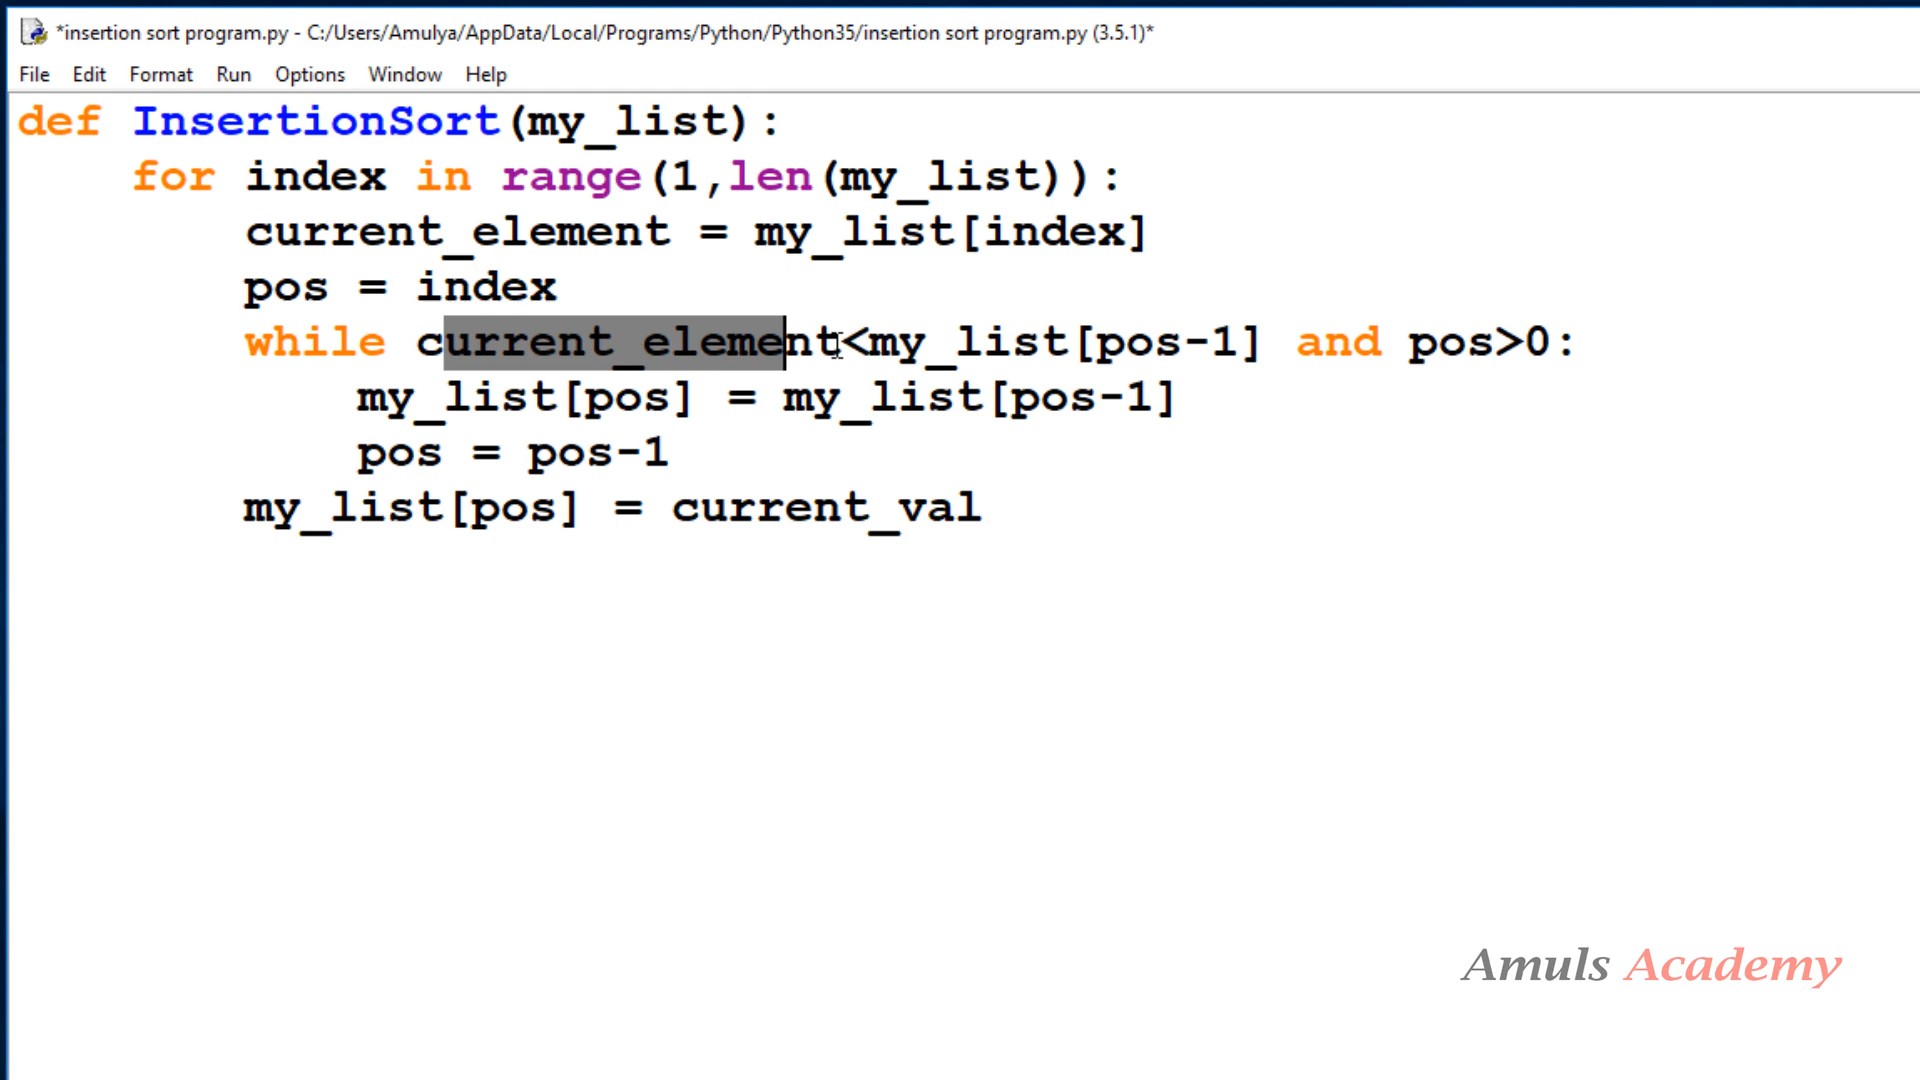 *insertion sort program.py - C:/Users/Amulya/AppData/Local/Programs/Python/Python35/insertion sort program.py (3.5.1)*
File Edit Format Run Options Window Help
def InsertionSort(my_list):
    for index in range(1,len(my_list)):
        current_element = my_list[index]
        pos = index
        while current_element<my_list[pos-1] and pos>0:
            my_list[pos] = my_list[pos-1]
            pos = pos-1
        my_list[pos] = current_val
Amuls Academy